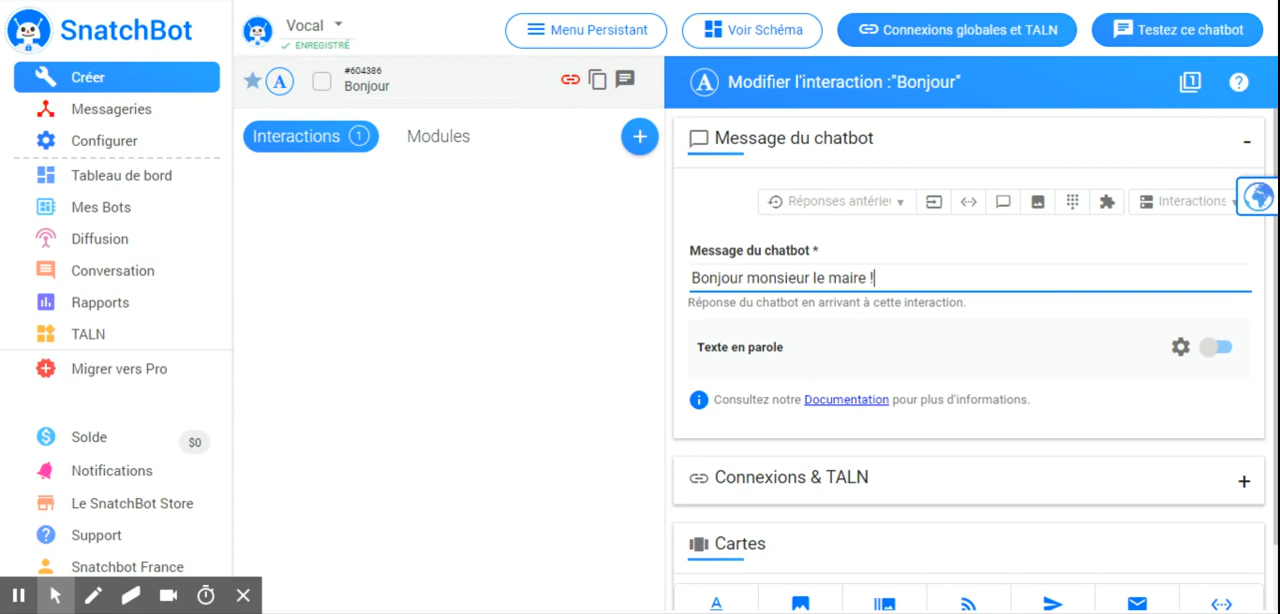 SnatchBot
Créer
Messageries
Configurer
Tableau de bord
Mes Bots
Diffusion
Conversation
Rapports
TALN
Migrer vers Pro
Solde
$0
Notifications
Le SnatchBot Store
Support
Snatchbot France
Vocal
ENREGISTRÉ
Menu Persistant
Voir Schéma
Connexions globales et TALN
Testez ce chatbot
A
#604386
Bonjour
Interactions 1
Modules
A Modifier l'interaction :"Bonjour"
1
Message du chatbot
Réponses antérieu
Interactions
Message du chatbot *
Bonjour monsieur le maire !
Réponse du chatbot en arrivant à cette interaction.
Texte en parole
Consultez notre Documentation pour plus d'informations.
Connexions & TALN
Cartes
A